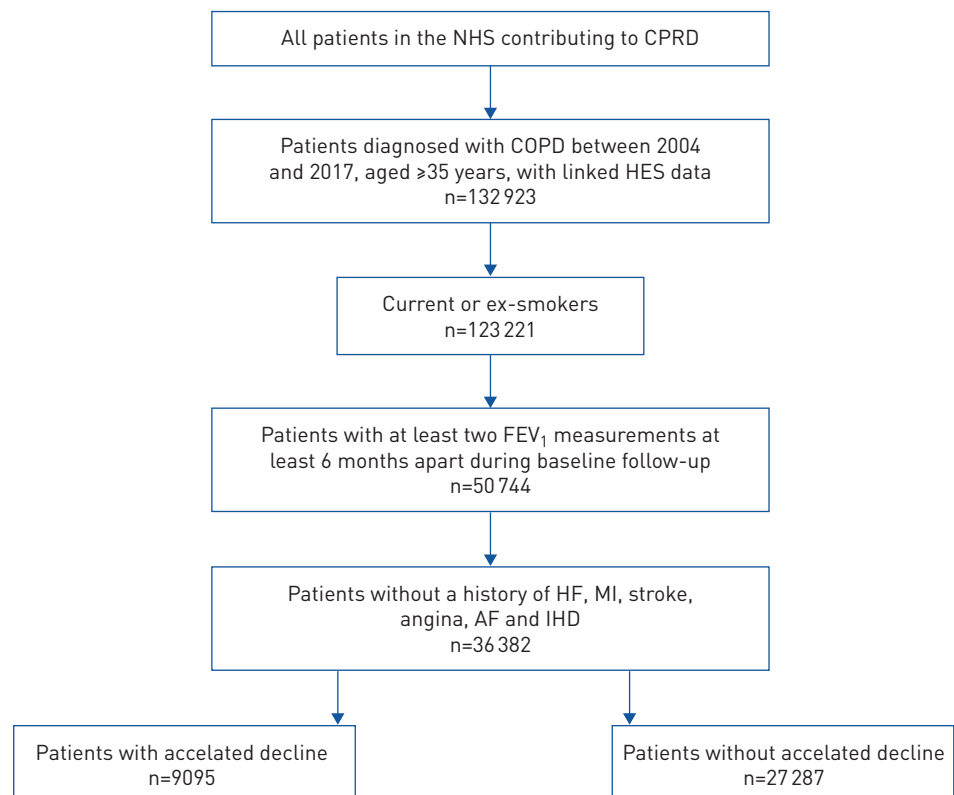 All patients in the NHS contributing to CPRD
Patients diagnosed with COPD between 2004
and 2017, aged ⩾35 years, with linked HES data
n=132 923
Current or ex-smokers
n=123 221
Patients with at least two FEV₁ measurements at
least 6 months apart during baseline follow-up
n=50 744
Patients without a history of HF, MI, stroke,
angina, AF and IHD
n=36 382
Patients with accelated decline
n=9095
Patients without accelated decline
n=27 287